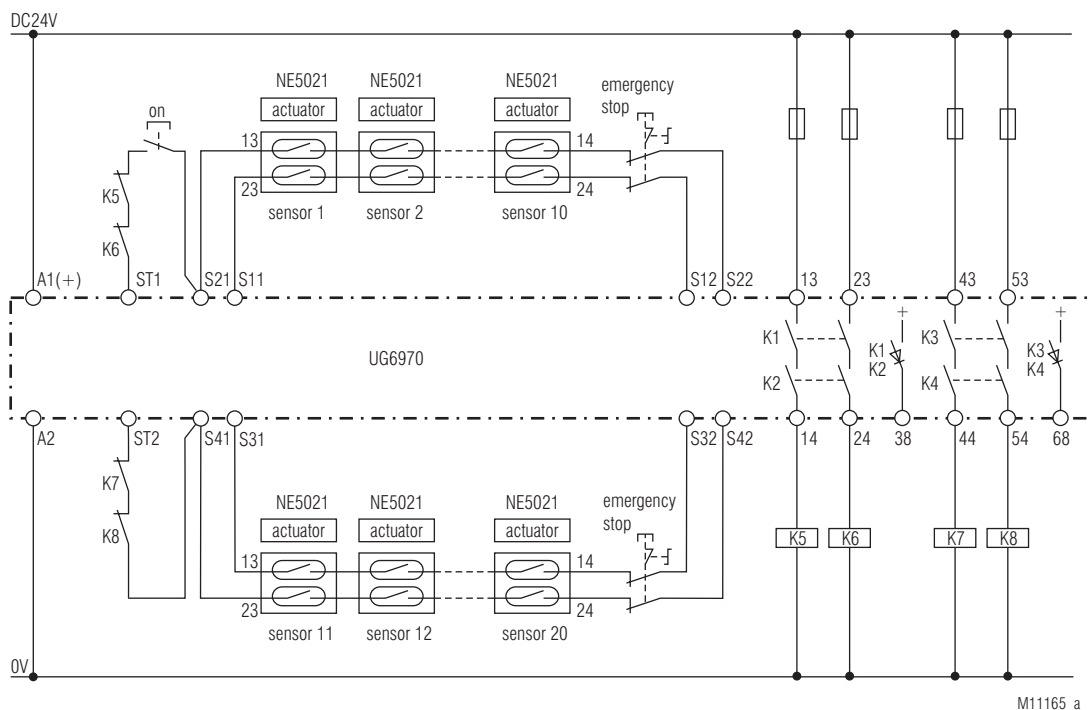 DC24V
NE5021 NE5021 NE5021 emergency
actuator actuator actuator stop
on
13 14
23 24
K5
K6
sensor 1 sensor 2 sensor 10
A1(+) ST1 S21 S11 S12 S22 13 23 43 53
+ +
K1 K1 K3 K3
K2 K4
UG6970
K2 K4
A2 ST2 S41 S31 S32 S42 14 24 38 44 54 68
K7
K8
NE5021 NE5021 NE5021 emergency
actuator actuator actuator stop
K5 K6 K7 K8
13 14
23 24
sensor 11 sensor 12 sensor 20
0V
M11165_a